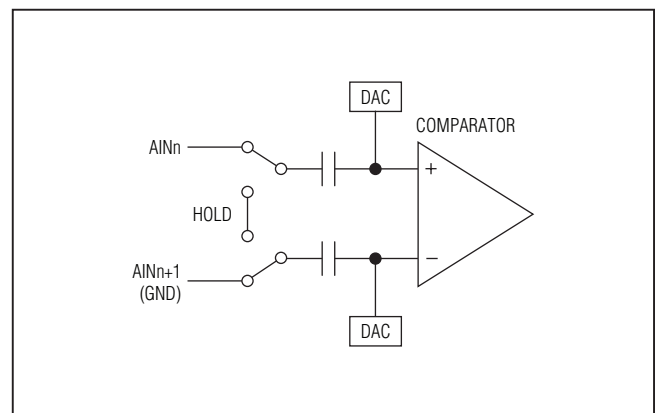 DAC
COMPARATOR
AINn
+
HOLD
−
AINn+1
(GND)
DAC